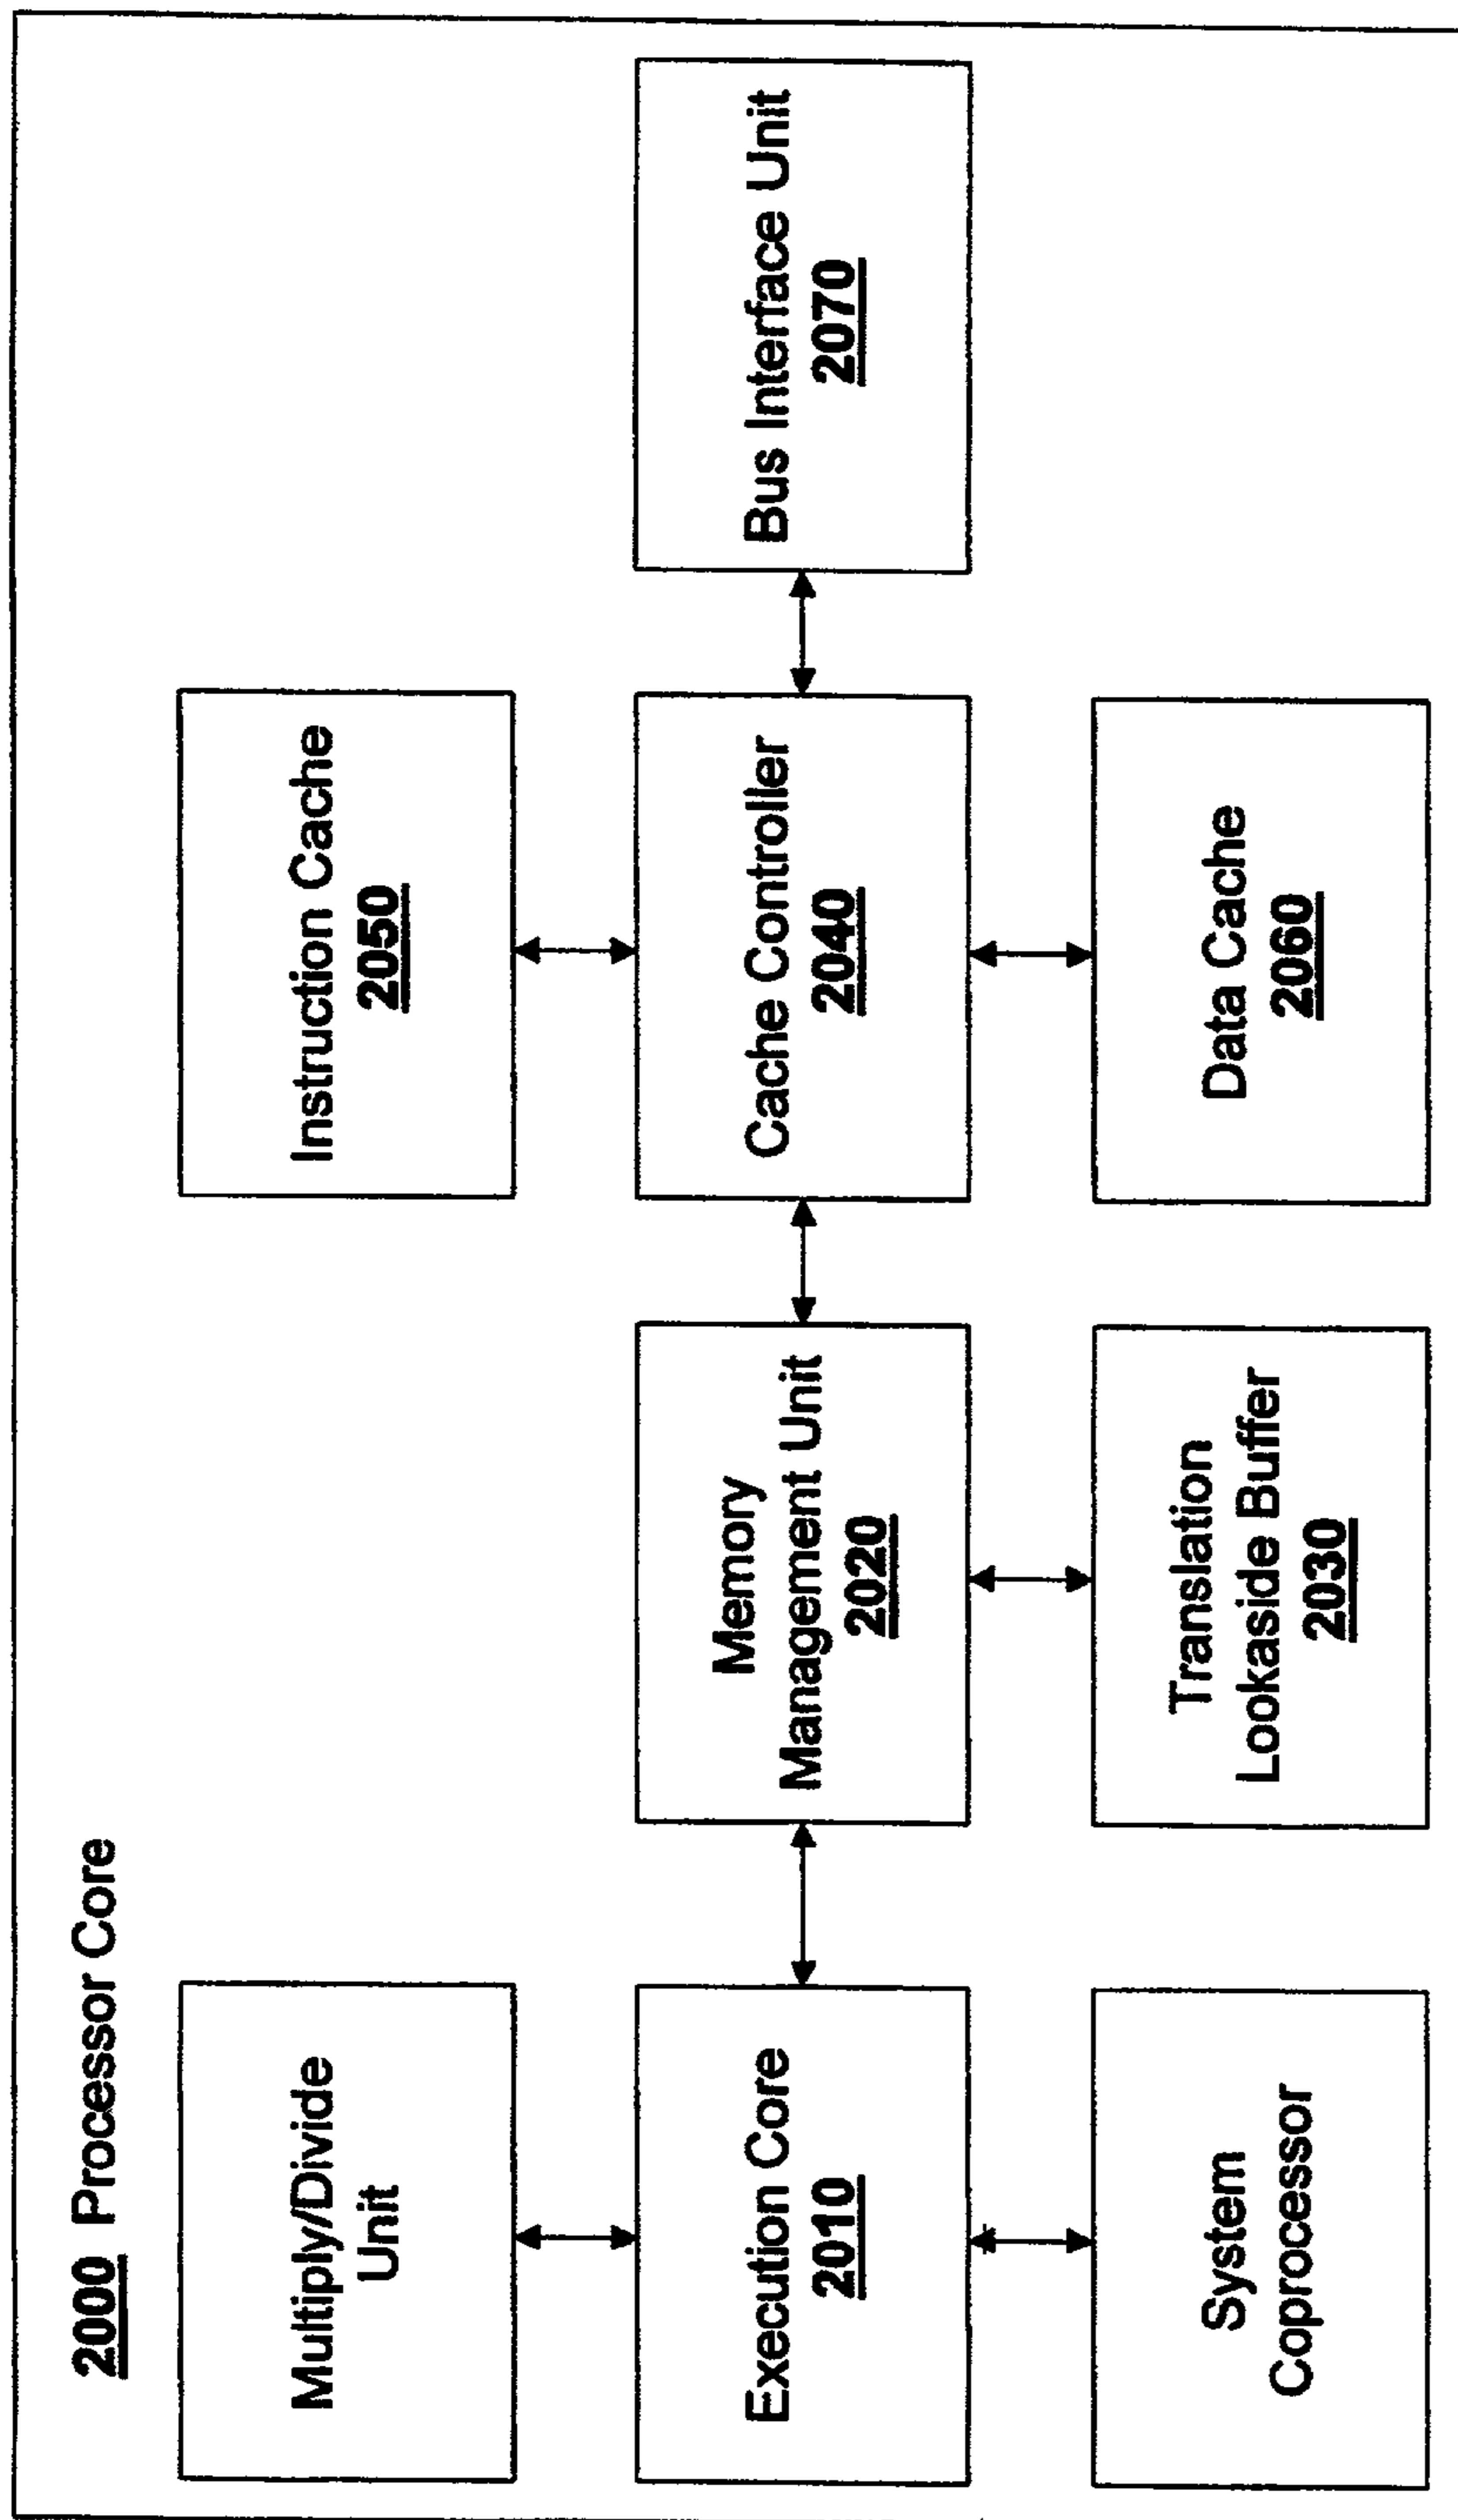 2000 Processor Core
Multiply/Divide
Unit
Instruction Cache
2050
Execution Core
2010
Memory
Management Unit
2020
Cache Controller
2040
Bus Interface Unit
2070
System
Coprocessor
Translation
Lookaside Buffer
2030
Data Cache
2060